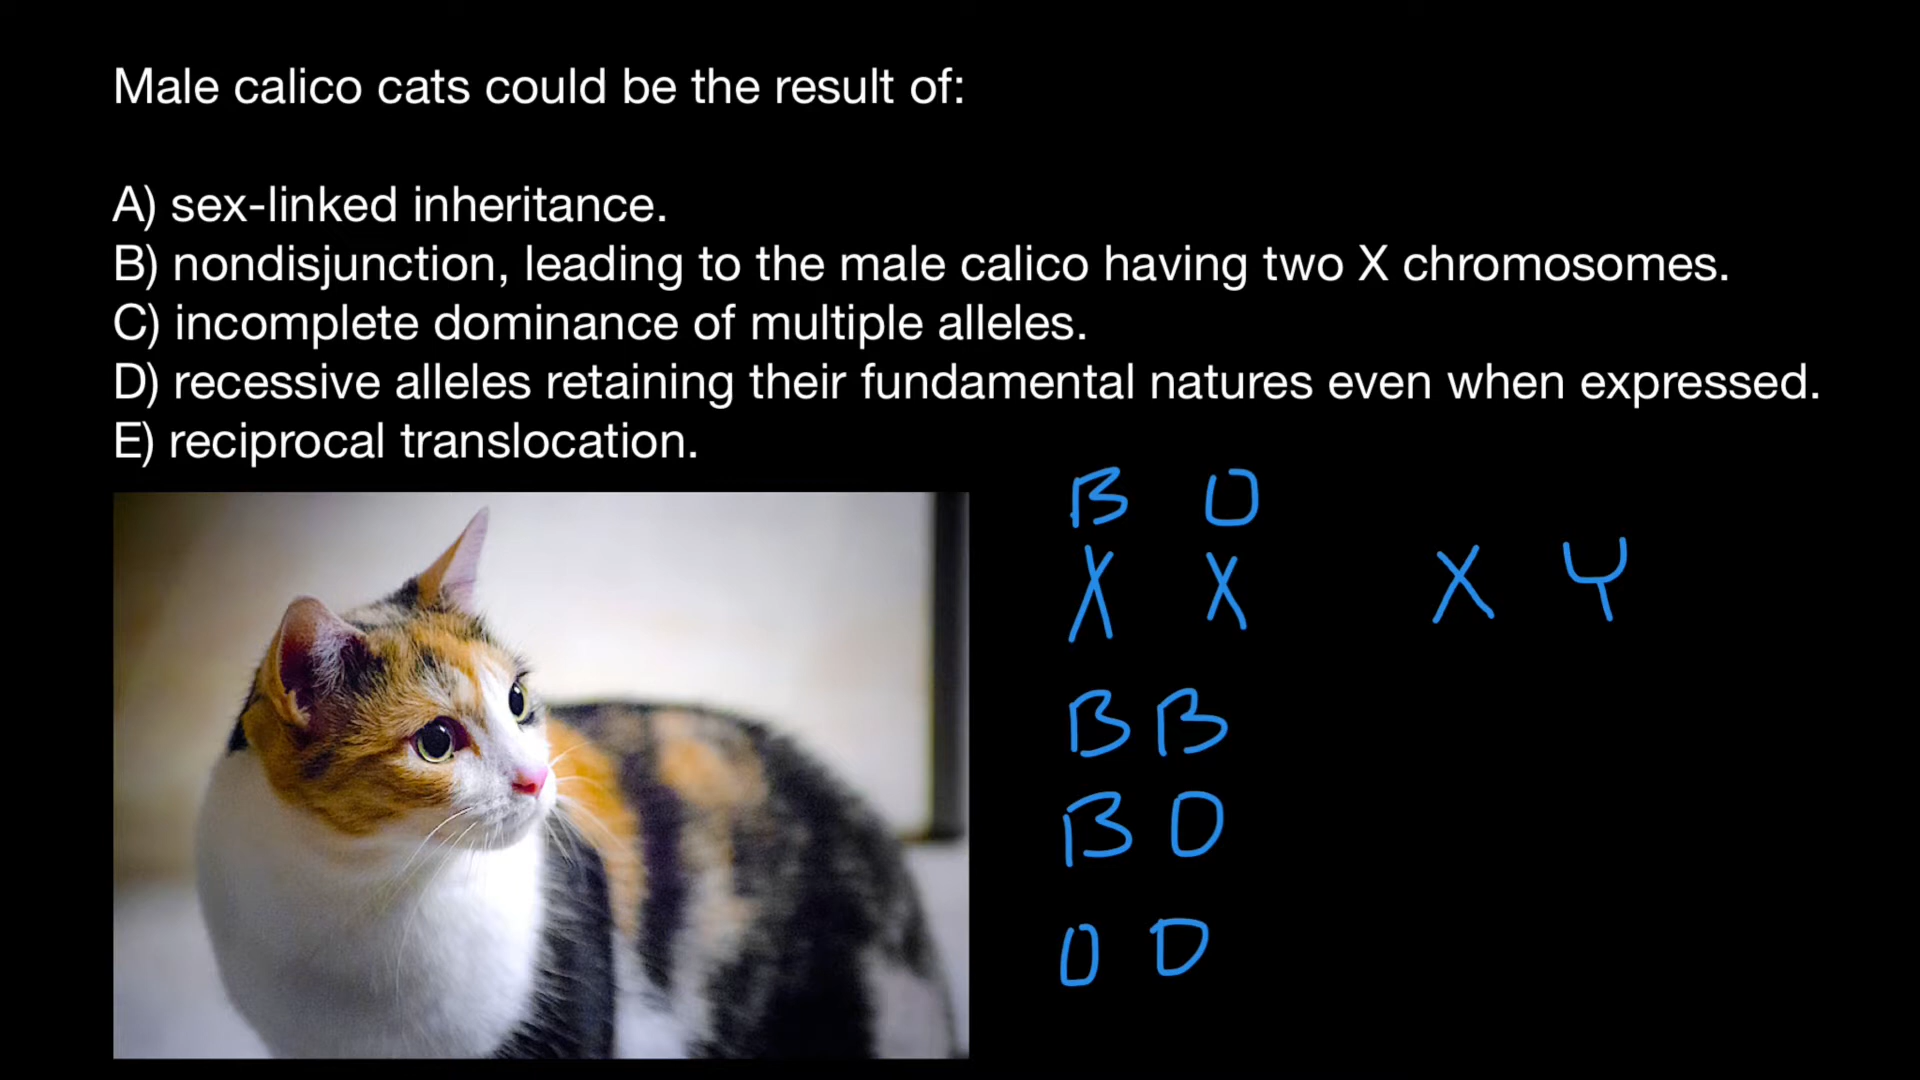 Male calico cats could be the result of:
A) sex-linked inheritance.
B) nondisjunction, leading to the male calico having two X chromosomes.
C) incomplete dominance of multiple alleles.
D) recessive alleles retaining their fundamental natures even when expressed.
E) reciprocal translocation.
B O
X X X Y
B B
B O
O O